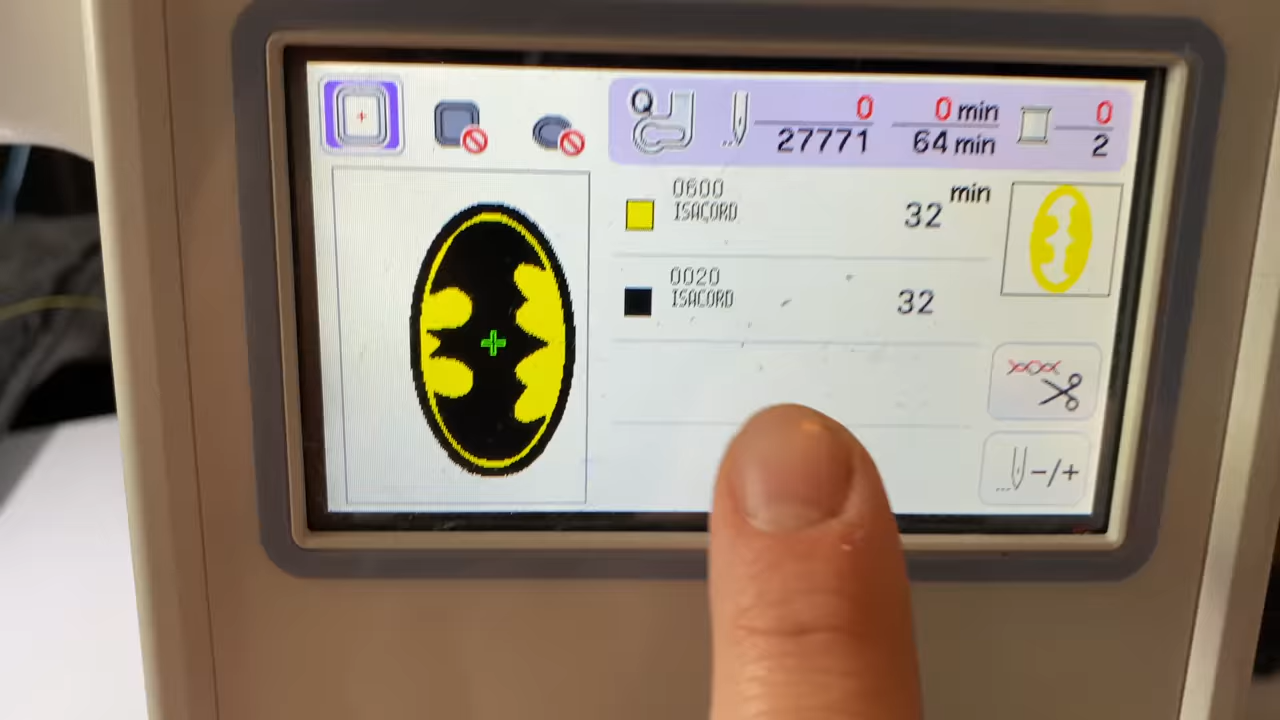 Q 0 0 min 0
27771 64 min 2
0600 min
ISACORD 32
0020
ISACORD 32
-/+